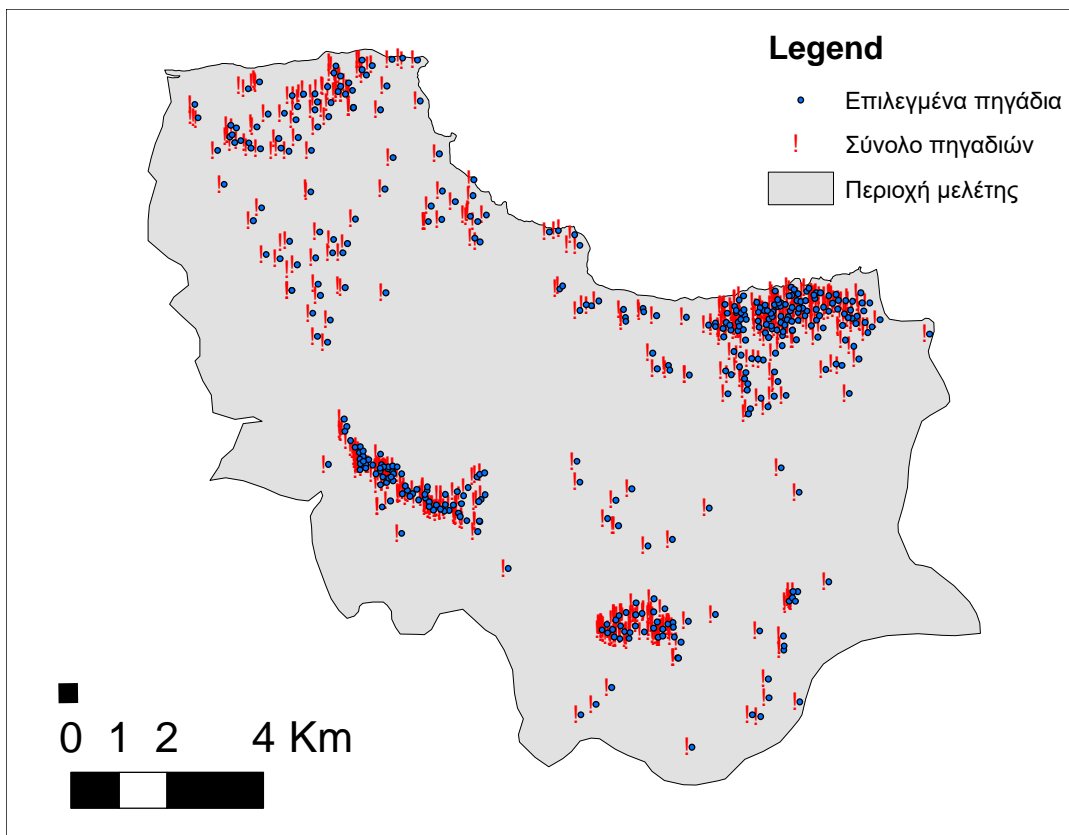 Legend
Επιλεγμένα πηγάδια
Σύνολο πηγαδιών
Περιοχή μελέτης
0 1 2 4 Km